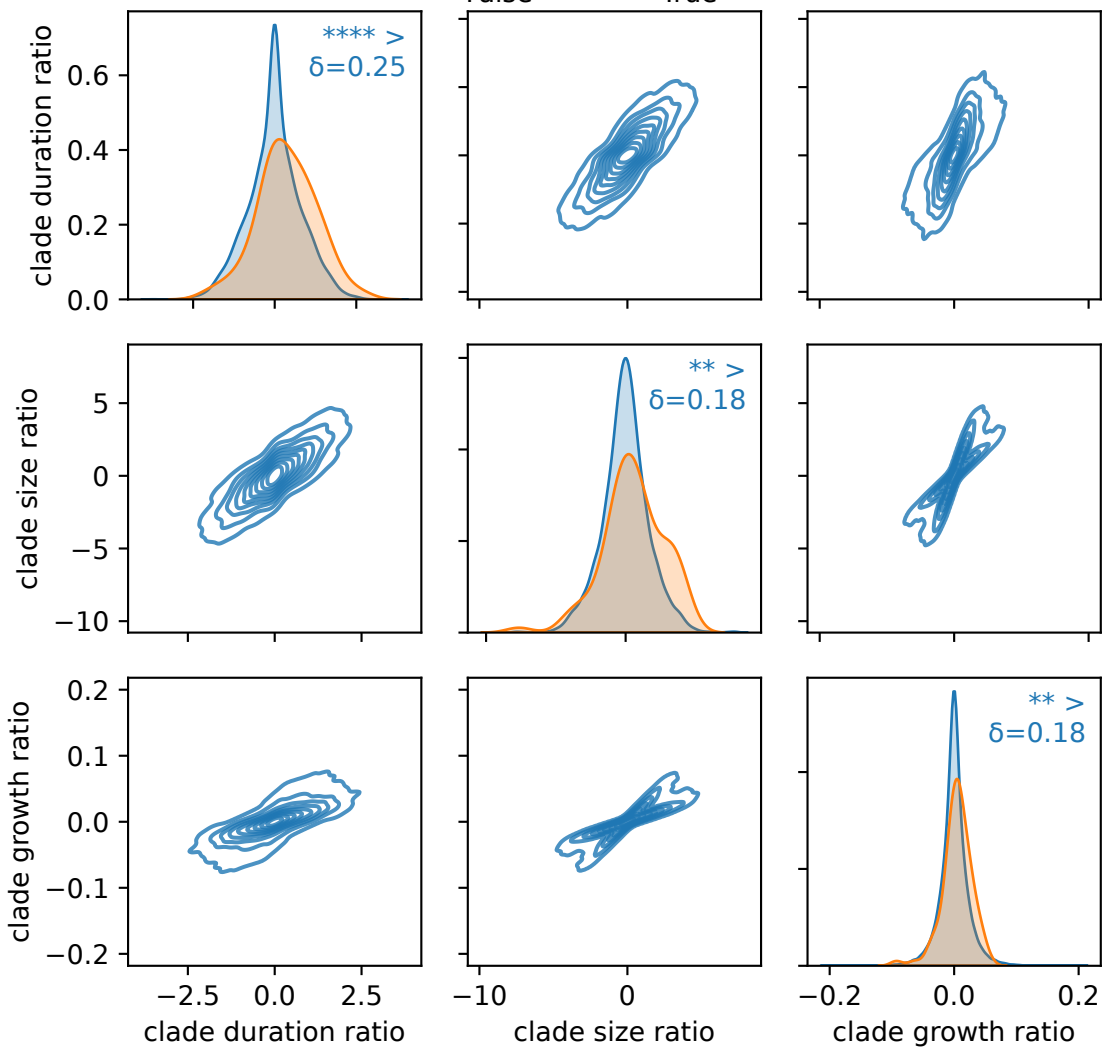 False True
clade duration ratio
0.6
0.4
0.2
0.0
**** >
δ=0.25
clade size ratio
5
0
−5
−10
** >
δ=0.18
clade growth ratio
0.2
0.1
0.0
−0.1
−0.2
** >
δ=0.18
−2.5 0.0 2.5
−10 0
−0.2 0.0 0.2
clade duration ratio
clade size ratio
clade growth ratio